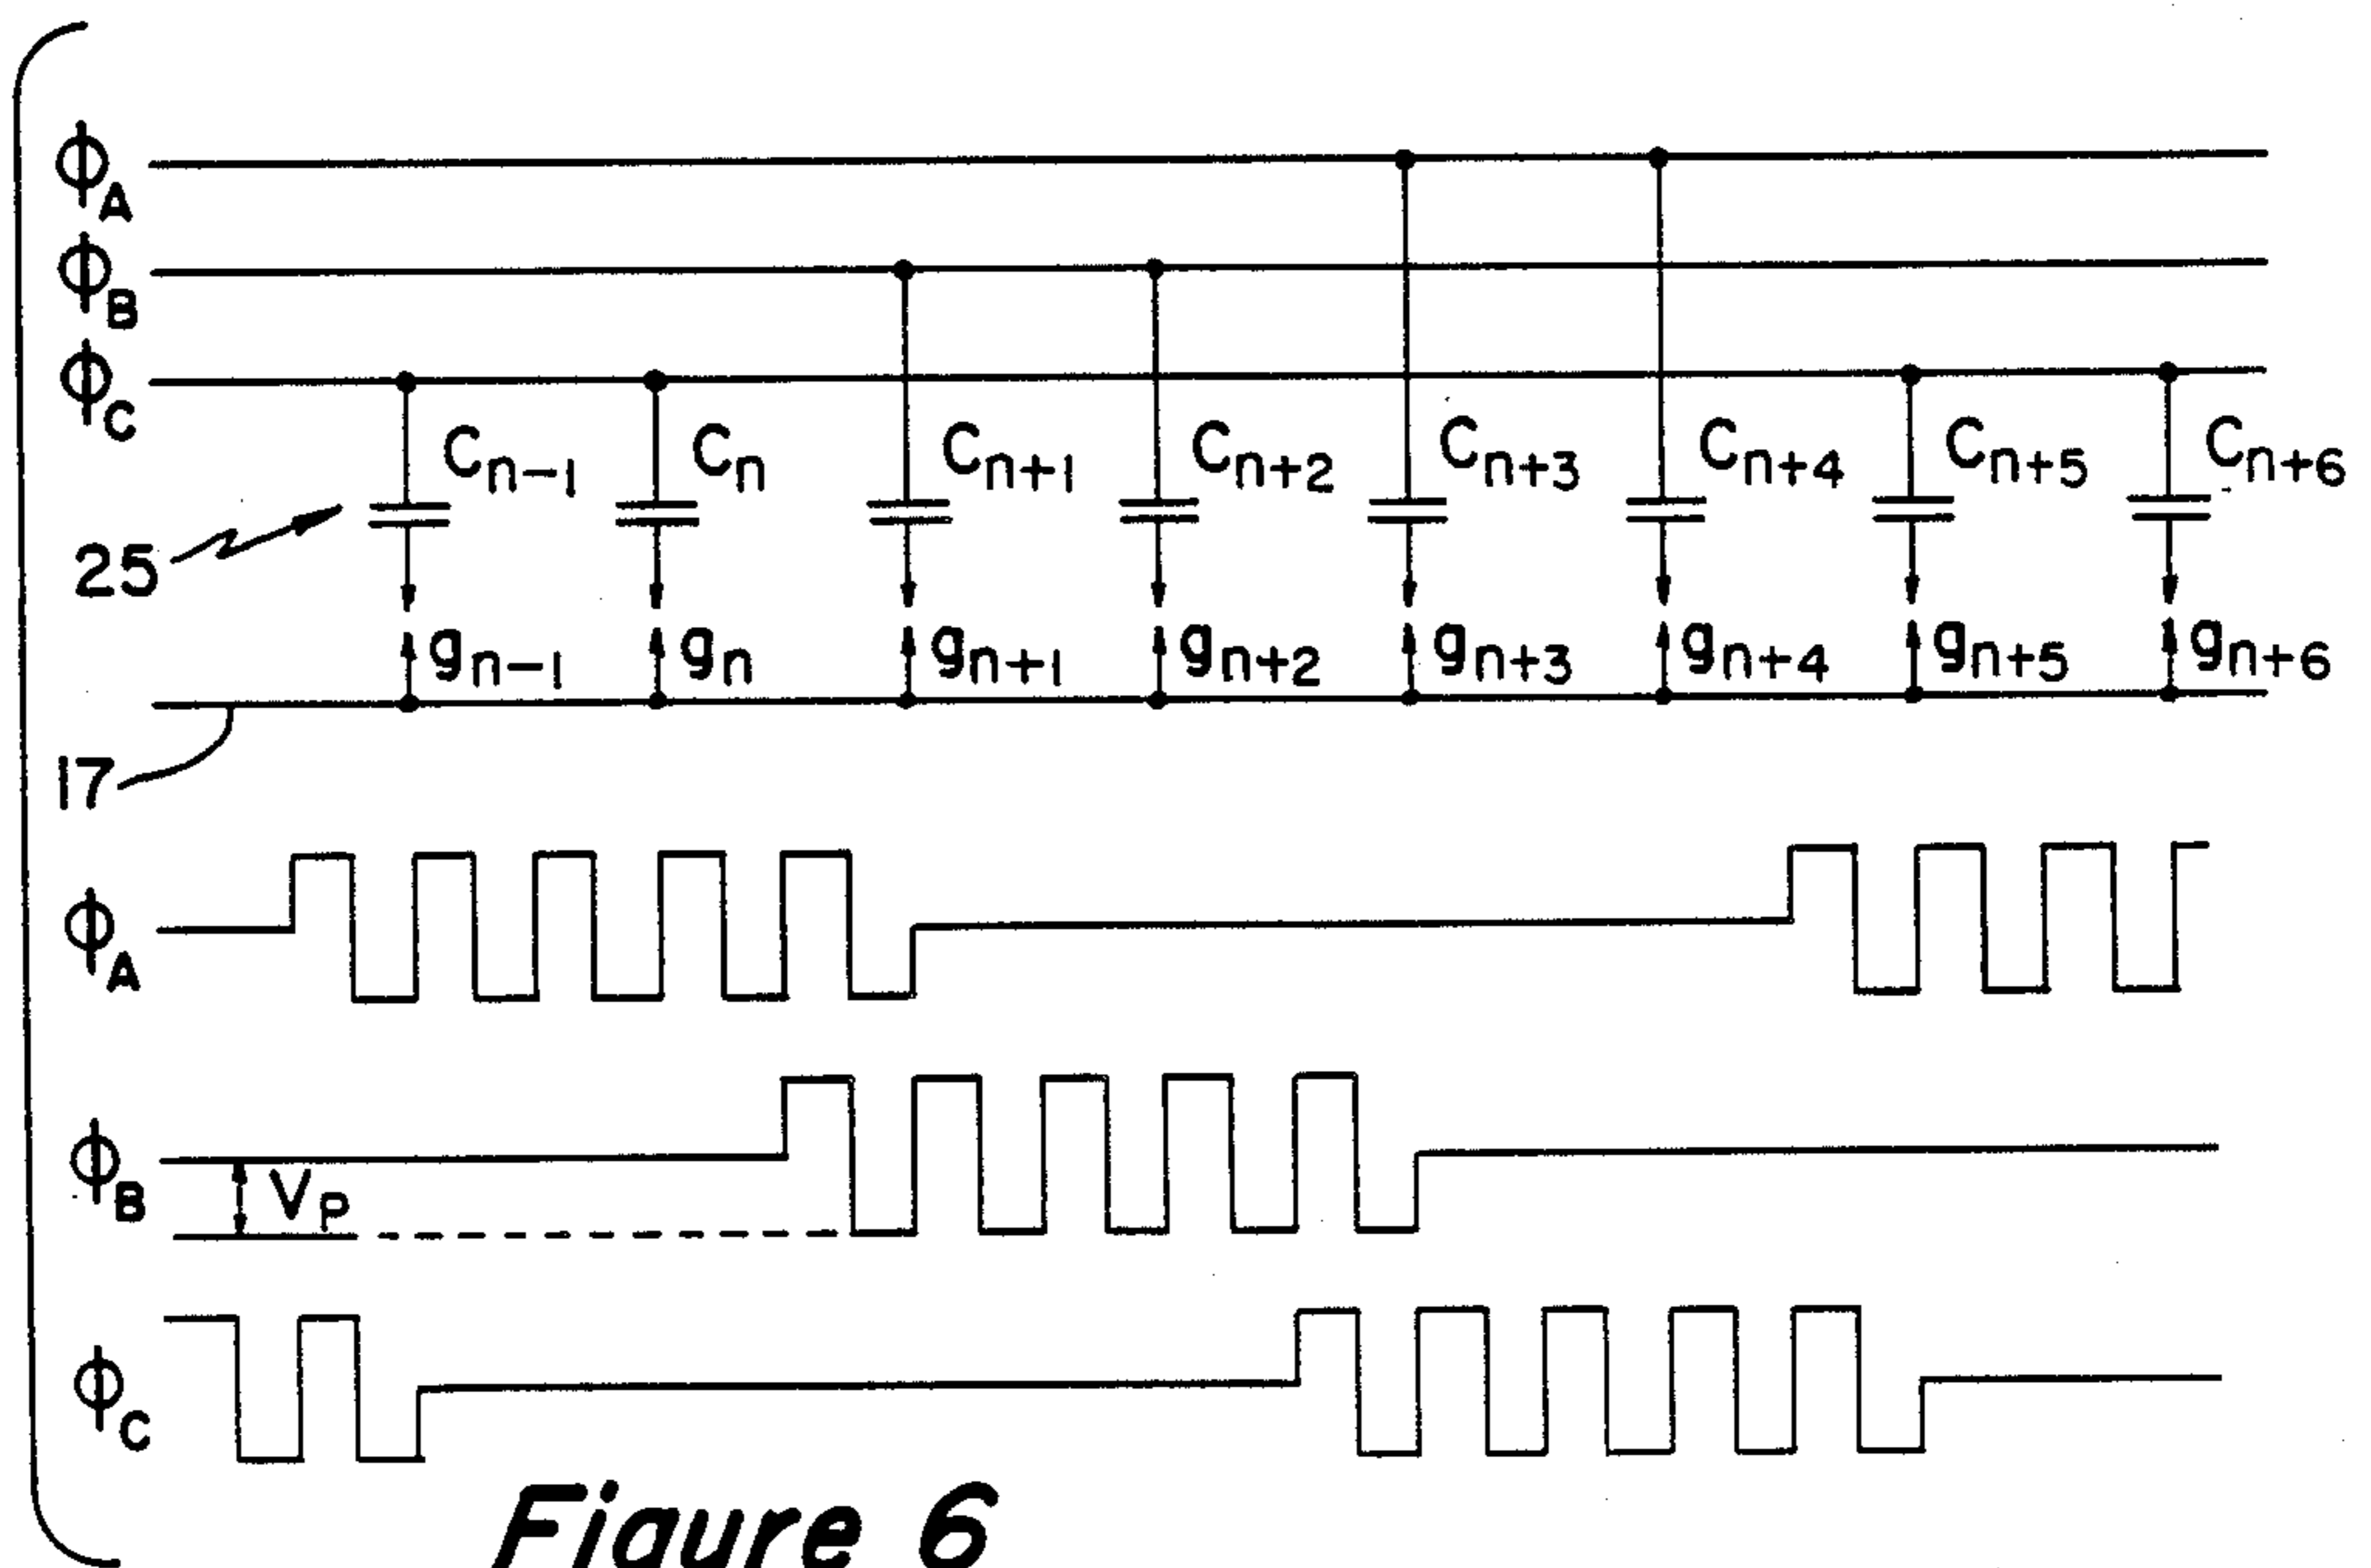 ϕA
ϕB
ϕC
Cn-1 Cn Cn+1 Cn+2 Cn+3 Cn+4 Cn+5 Cn+6
25
gn-1 gn gn+1 gn+2 gn+3 gn+4 gn+5 gn+6
17
ϕA
ϕB
Vp
ϕC
Figure 6